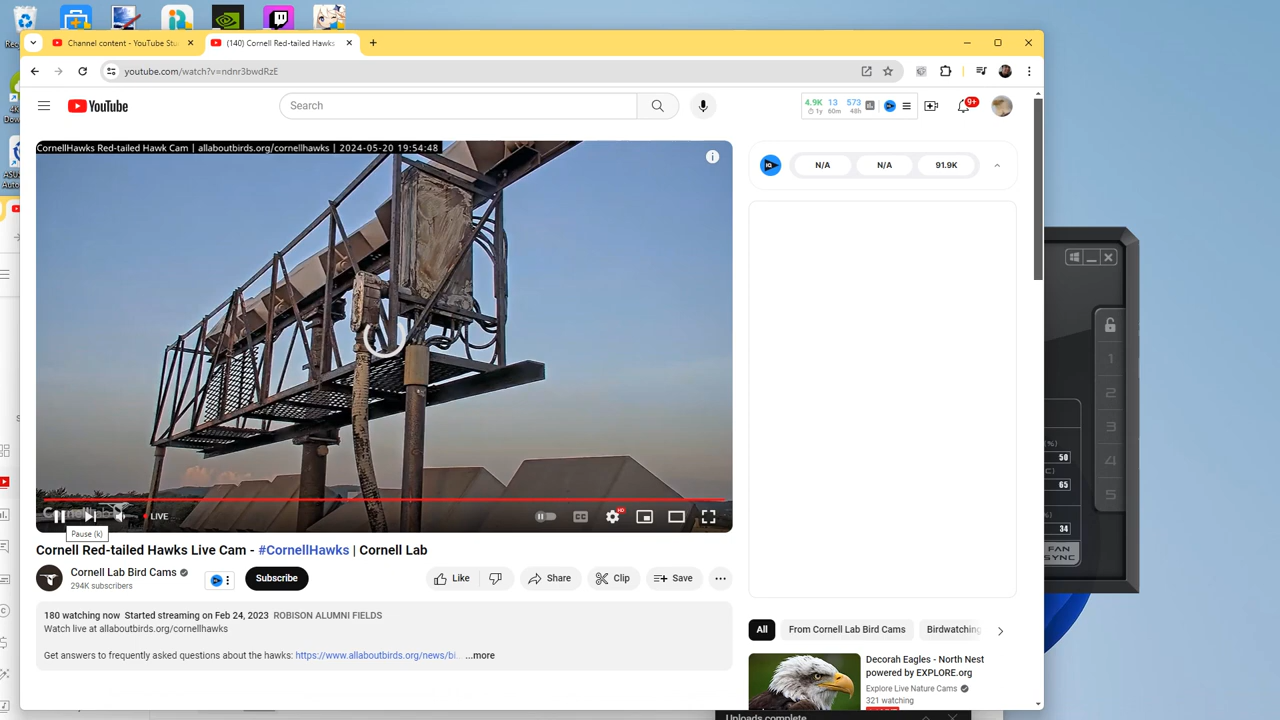 Channel content - YouTube Stu
(140) Cornell Red-tailed Hawks
youtube.com/watch?v=ndnr3bwdRzE
YouTube
Search
4.9K 13 573
1y 60m 48h
9+
CornellHawks Red-tailed Hawk Cam | allaboutbirds.org/cornellhawks | 2024-05-20 19:54:48
IQ
N/A
N/A
91.9K
HD
LIVE
Pause (k)
Cornell Red-tailed Hawks Live Cam - #CornellHawks | Cornell Lab
Cornell Lab Bird Cams
294K subscribers
Subscribe
Like
Share
Clip
Save
180 watching now Started streaming on Feb 24, 2023 ROBISON ALUMNI FIELDS
Watch live at allaboutbirds.org/cornellhawks
Get answers to frequently asked questions about the hawks: https://www.allaboutbirds.org/news/bi... ...more
All
From Cornell Lab Bird Cams
Birdwatching
Decorah Eagles - North Nest
powered by EXPLORE.org
Explore Live Nature Cams
321 watching
1
2
3
4
5
(%)
50
65
34
FAN
SYNC
Uploads complete